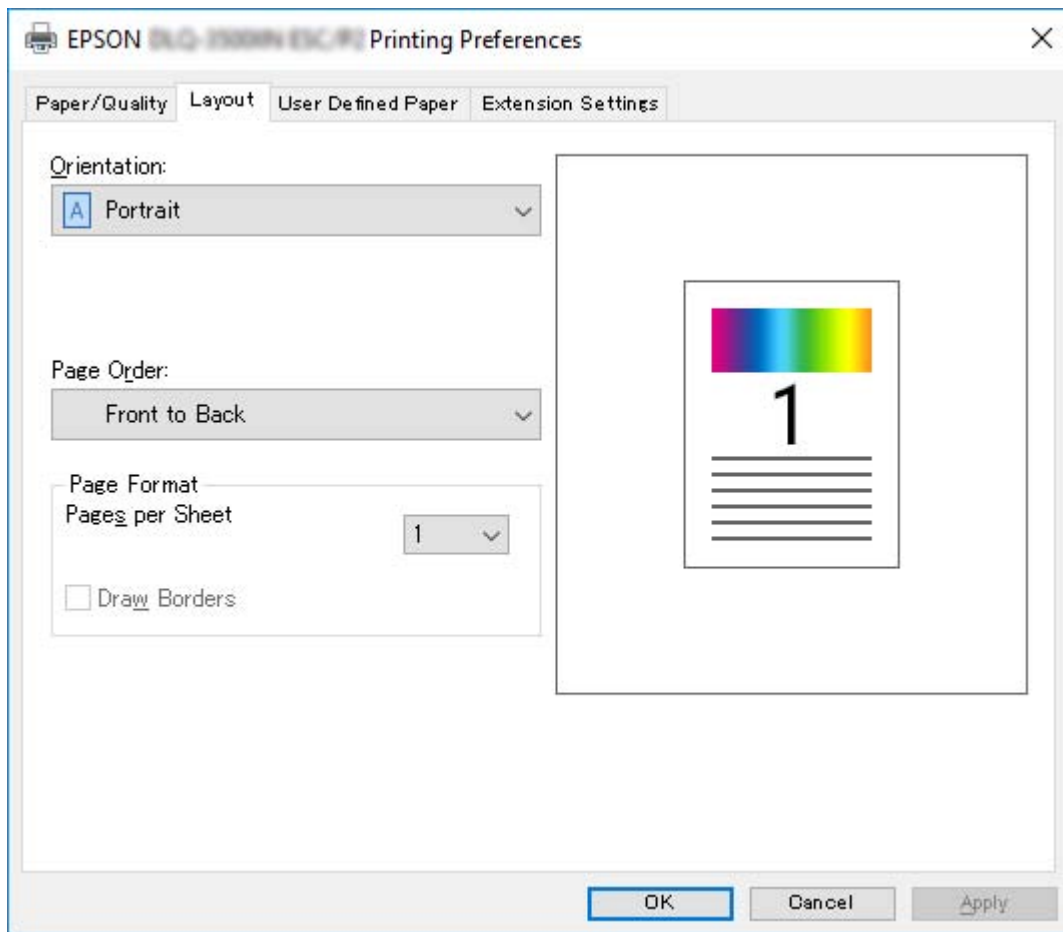 EPSON Printing Preferences
Paper/Quality Layout User Defined Paper Extension Settings
Orientation:
A Portrait
Page Order:
Front to Back
Page Format
Pages per Sheet
1
Draw Borders
1
OK Cancel Apply